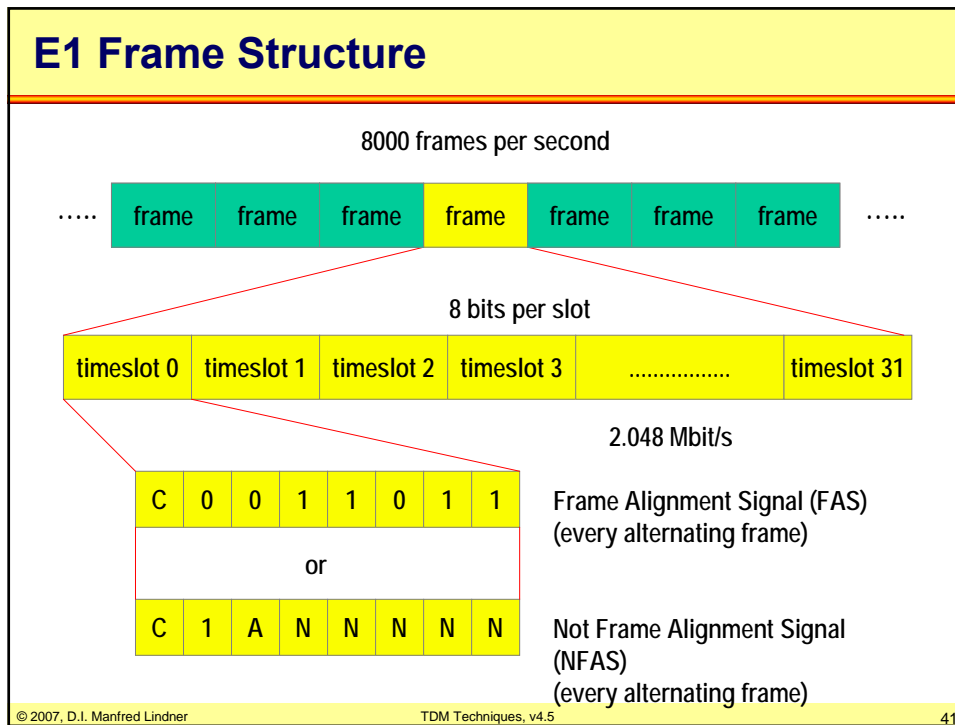 E1 Frame Structure
8000 frames per second
..... frame frame frame frame frame frame frame .....
8 bits per slot
timeslot 0 timeslot 1 timeslot 2 timeslot 3 ................. timeslot 31
2.048 Mbit/s
C 0 0 1 1 0 1 1
Frame Alignment Signal (FAS)
(every alternating frame)
or
C 1 A N N N N N
Not Frame Alignment Signal
(NFAS)
(every alternating frame)
© 2007, D.I. Manfred Lindner
TDM Techniques, v4.5
41